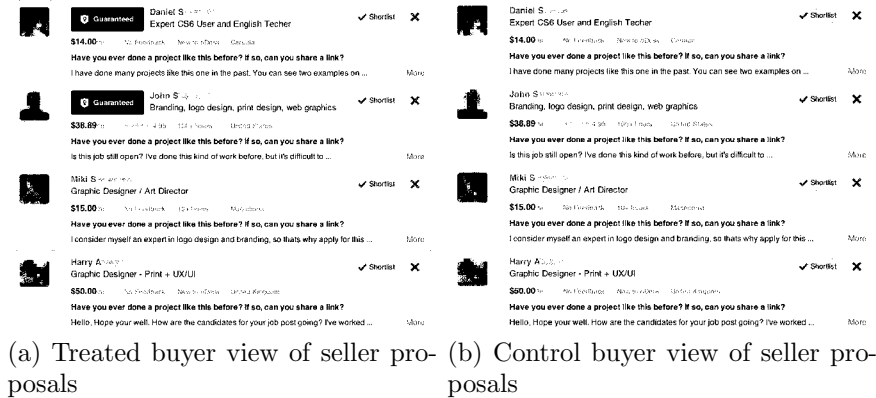 Guaranteed
Daniel S.
Expert CS6 User and English Techer
Shortlist
$14.00
No Feedback
Have you ever done a project like this before? If so, can you share a link?
I have done many projects like this one in the past. You can see two examples on ...
More
Guaranteed
John S
Branding, logo design, print design, web graphics
Shortlist
$38.89
United States
Have you ever done a project like this before? If so, can you share a link?
Is this job still open? I've done this kind of work before, but it's difficult to ...
More
Miki S
Graphic Designer / Art Director
Shortlist
$15.00
No Feedback
Have you ever done a project like this before? If so, can you share a link?
I consider myself an expert in logo design and branding, so thats why apply for this ...
More
Harry A
Graphic Designer - Print + UX/UI
Shortlist
$50.00
No Feedback
Have you ever done a project like this before? If so, can you share a link?
Hello, Hope your well. How are the candidates for your job post going? I've worked ...
More
(a) Treated buyer view of seller pro-
posals
Daniel S.
Expert CS6 User and English Techer
Shortlist
$14.00
No Feedback
Have you ever done a project like this before? If so, can you share a link?
I have done many projects like this one in the past. You can see two examples on ...
More
John S
Branding, logo design, print design, web graphics
Shortlist
$38.89
United States
Have you ever done a project like this before? If so, can you share a link?
Is this job still open? I've done this kind of work before, but it's difficult to ...
More
Miki S
Graphic Designer / Art Director
Shortlist
$15.00
No Feedback
Have you ever done a project like this before? If so, can you share a link?
I consider myself an expert in logo design and branding, so thats why apply for this ...
More
Harry A
Graphic Designer - Print + UX/UI
Shortlist
$50.00
No Feedback
Have you ever done a project like this before? If so, can you share a link?
Hello, Hope your well. How are the candidates for your job post going? I've worked ...
More
(b) Control buyer view of seller pro-
posals